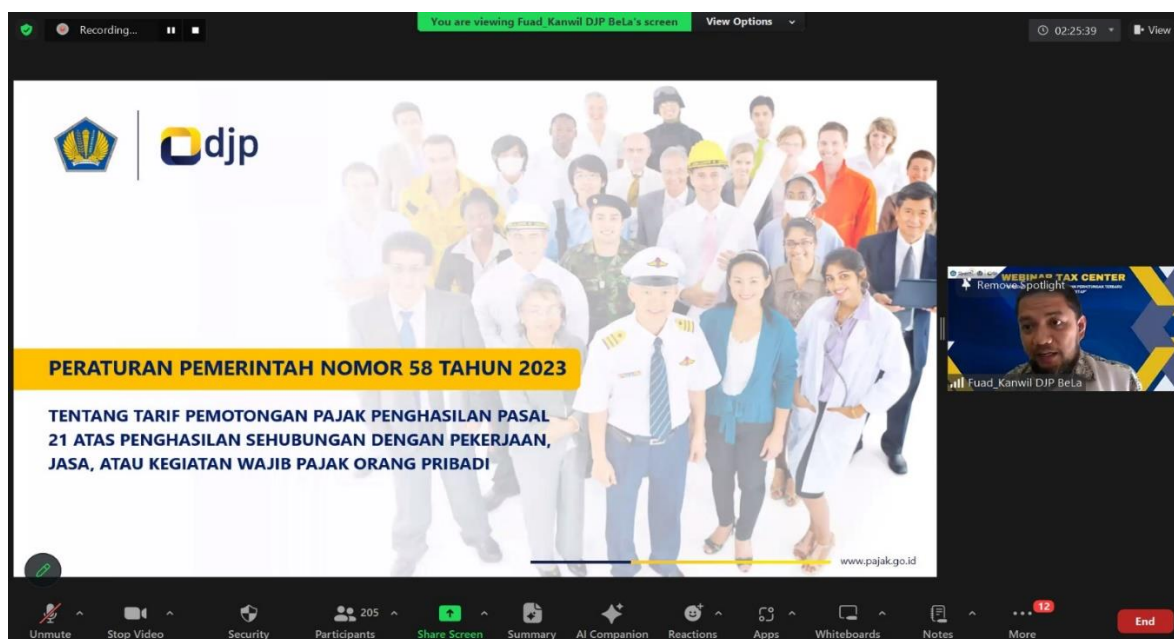 Recording...
You are viewing Fuad_Kanwil DJP BeLa's screen
View Options
02:25:39
View
djp
PERATURAN PEMERINTAH NOMOR 58 TAHUN 2023
TENTANG TARIF PEMOTONGAN PAJAK PENGHASILAN PASAL
21 ATAS PENGHASILAN SEHUBUNGAN DENGAN PEKERJAAN,
JASA, ATAU KEGIATAN WAJIB PAJAK ORANG PRIBADI
www.pajak.go.id
WEBINAR TAX CENTER
Remove Spotlight
Fuad_Kanwil DJP BeLa
Unmute
Stop Video
Security
205
Participants
Share Screen
Summary
AI Companion
Reactions
Apps
Whiteboards
Notes
12
More
End